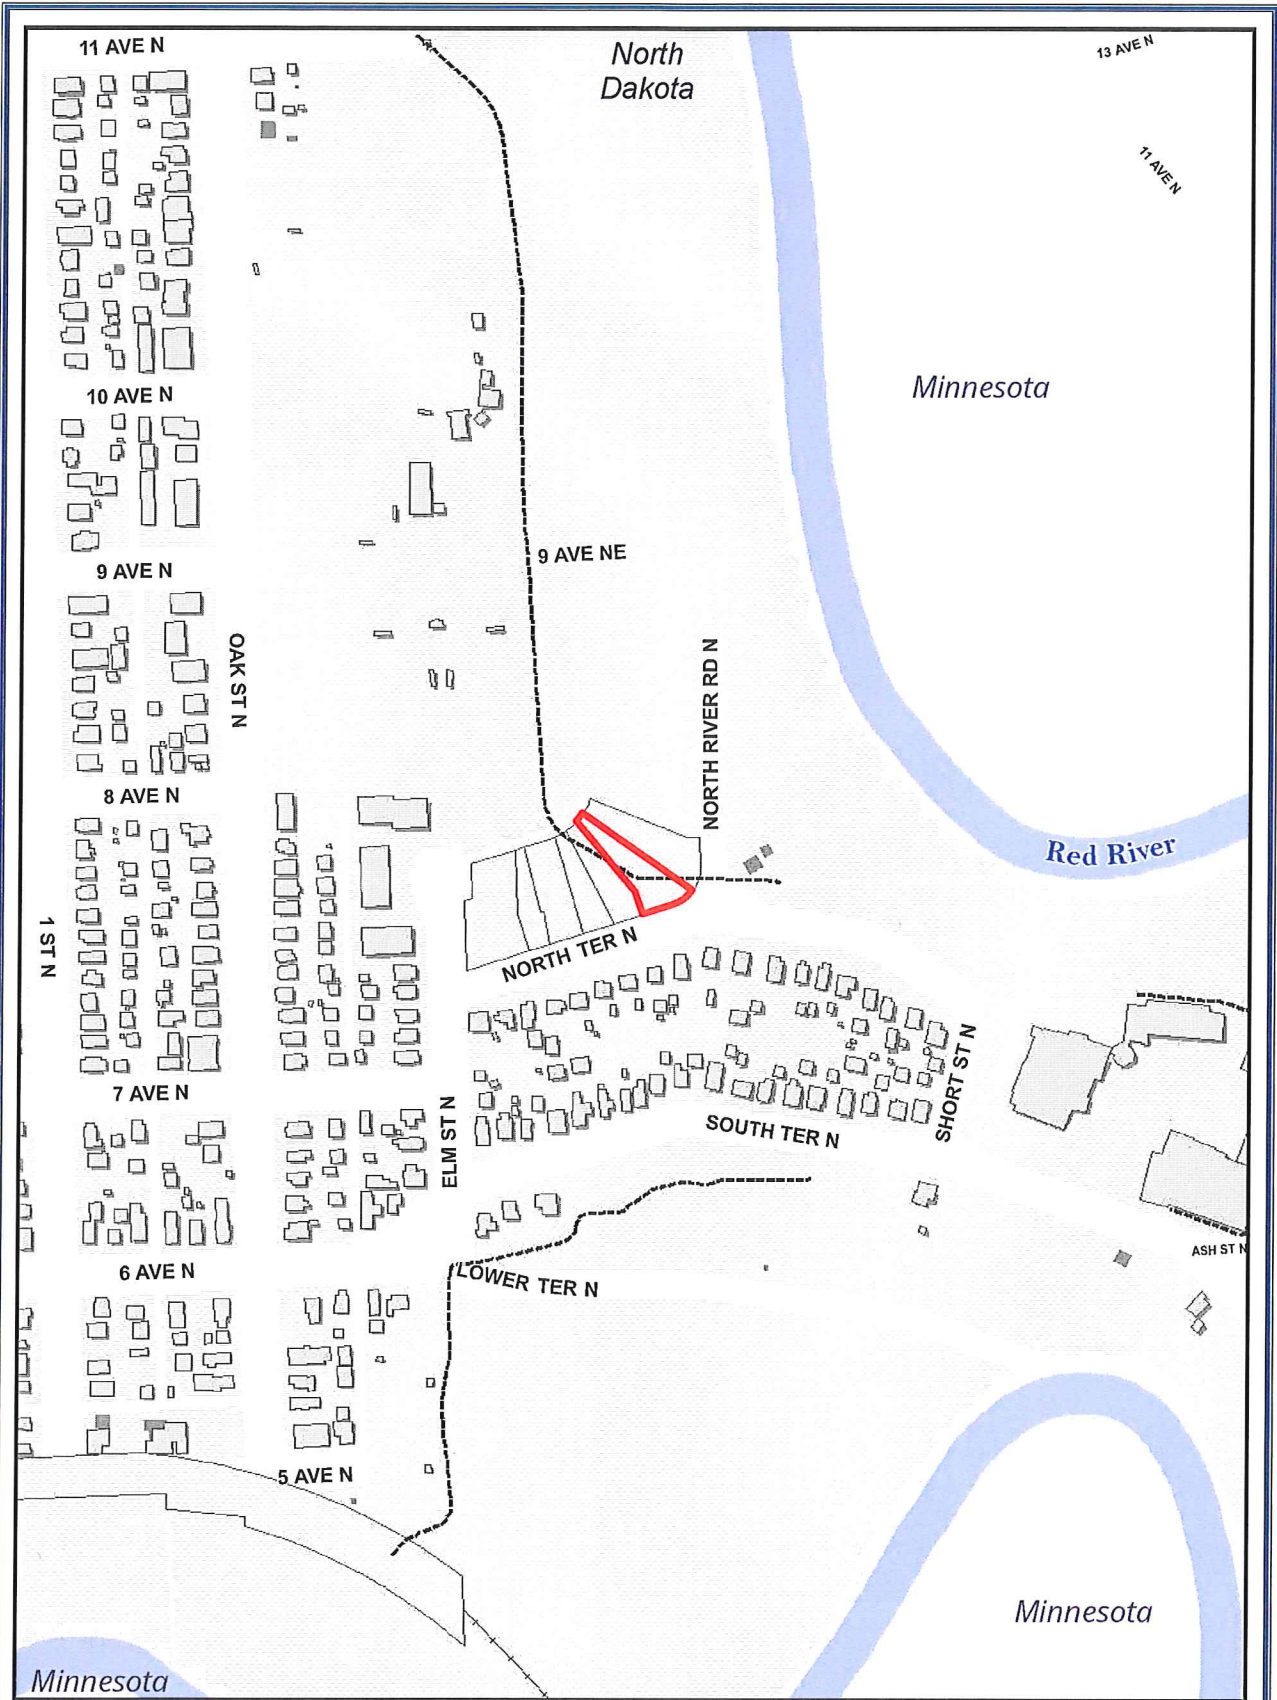 11 AVE N
North
Dakota
13 AVE N
11 AVE N
Minnesota
10 AVE N
9 AVE NE
9 AVE N
OAK ST N
NORTH RIVER RD N
8 AVE N
Red River
1 ST N
NORTH TER N
SHORT ST N
7 AVE N
ELM ST N
SOUTH TER N
ASH ST N
6 AVE N
LOWER TER N
5 AVE N
Minnesota
Minnesota